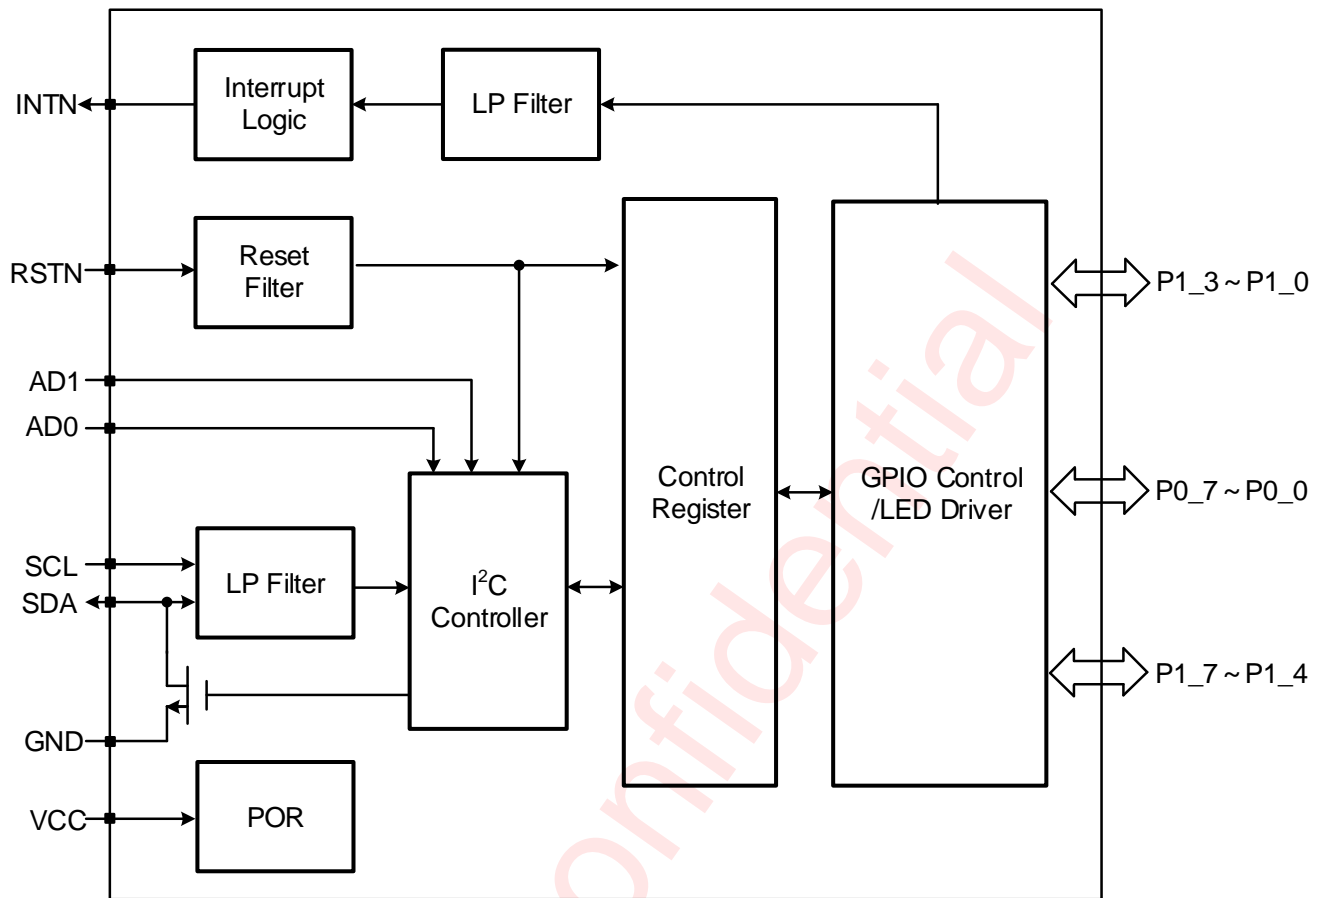 INTN
Interrupt
Logic
LP Filter
RSTN
Reset
Filter
P1_3 ~ P1_0
AD1
AD0
Control
Register
GPIO Control
/LED Driver
P0_7 ~ P0_0
SCL
SDA
LP Filter
I²C
Controller
P1_7 ~ P1_4
GND
VCC
POR
onfidential